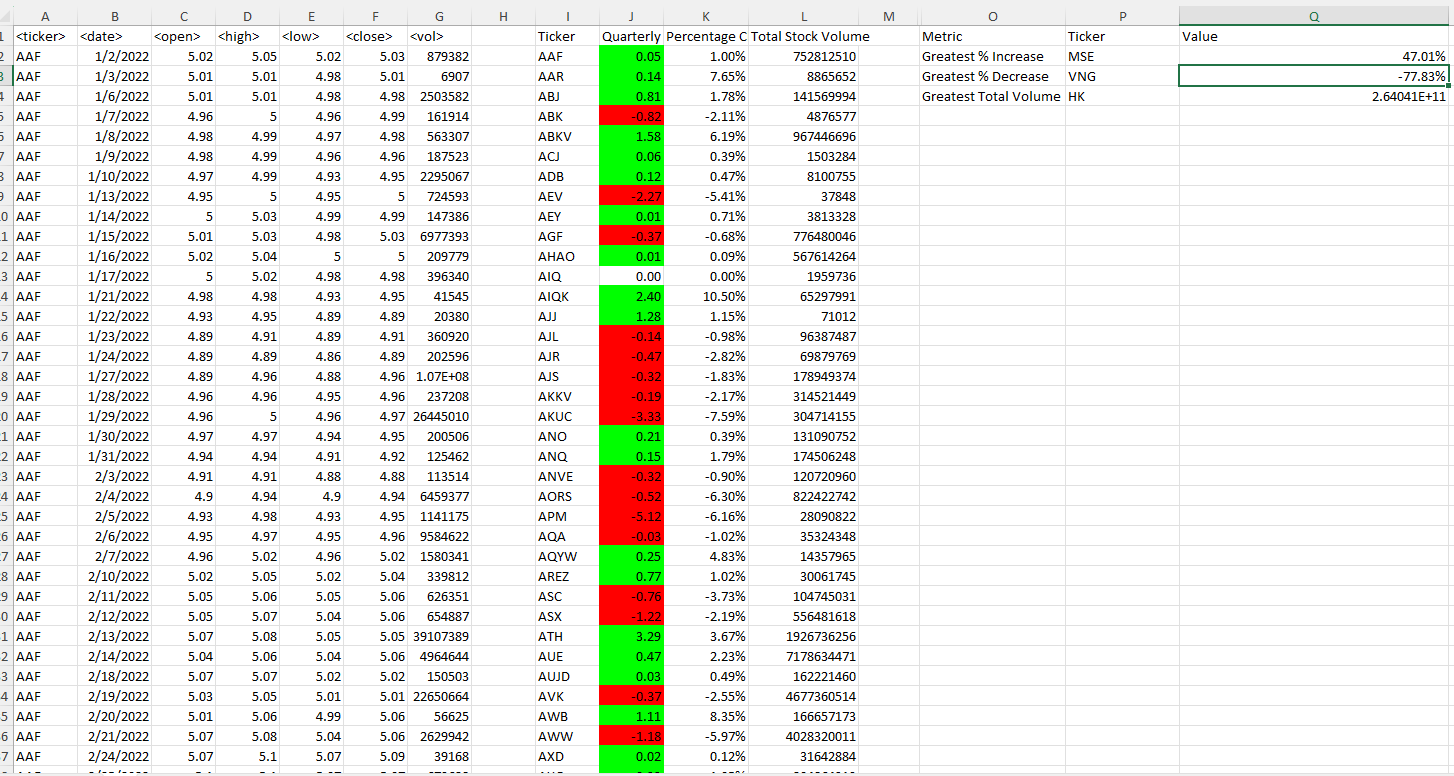 A B C D E F G H I J K L M O P Q
1 <ticker> <date> <open> <high> <low> <close> <vol> Ticker Quarterly Percentage C Total Stock Volume Metric Ticker Value
2 AAF 1/2/2022 5.02 5.05 5.02 5.03 879382 AAF 0.05 1.00% 752812510 Greatest % Increase MSE 47.01%
3 AAF 1/3/2022 5.01 5.01 4.98 5.01 6907 AAR 0.14 7.65% 8865652 Greatest % Decrease VNG -77.83%
4 AAF 1/6/2022 5.01 5.01 4.98 4.98 2503582 ABJ 0.81 1.78% 141569994 Greatest Total Volume HK 2.64041E+11
5 AAF 1/7/2022 4.96 5 4.96 4.99 161914 ABK -0.82 -2.11% 4876577
6 AAF 1/8/2022 4.98 4.99 4.97 4.98 563307 ABKV 1.58 6.19% 967446696
7 AAF 1/9/2022 4.98 4.99 4.96 4.96 187523 ACJ 0.06 0.39% 1503284
8 AAF 1/10/2022 4.97 4.99 4.93 4.95 2295067 ADB 0.12 0.47% 8100755
9 AAF 1/13/2022 4.95 5 4.95 5 724593 AEV -2.27 -5.41% 37848
0 AAF 1/14/2022 5 5.03 4.99 4.99 147386 AEY 0.01 0.71% 3813328
1 AAF 1/15/2022 5.01 5.03 4.98 5.03 6977393 AGF -0.37 -0.68% 776480046
2 AAF 1/16/2022 5.02 5.04 5 5 209779 AHAO 0.01 0.09% 567614264
3 AAF 1/17/2022 5 5.02 4.98 4.98 396340 AIQ 0.00 0.00% 1959736
4 AAF 1/21/2022 4.98 4.98 4.93 4.95 41545 AIQK 2.40 10.50% 65297991
5 AAF 1/22/2022 4.93 4.95 4.89 4.89 20380 AJJ 1.28 1.15% 71012
6 AAF 1/23/2022 4.89 4.91 4.89 4.91 360920 AJL -0.14 -0.98% 96387487
7 AAF 1/24/2022 4.89 4.89 4.86 4.89 202596 AJR -0.47 -2.82% 69879769
8 AAF 1/27/2022 4.89 4.96 4.88 4.96 1.07E+08 AJS -0.32 -1.83% 178949374
9 AAF 1/28/2022 4.96 4.96 4.95 4.96 237208 AKKV -0.19 -2.17% 314521449
0 AAF 1/29/2022 4.96 5 4.96 4.97 26445010 AKUC -3.33 -7.59% 304714155
1 AAF 1/30/2022 4.97 4.97 4.94 4.95 200506 ANO 0.21 0.39% 131090752
2 AAF 1/31/2022 4.94 4.94 4.91 4.92 125462 ANQ 0.15 1.79% 174506248
3 AAF 2/3/2022 4.91 4.91 4.88 4.88 113514 ANVE -0.32 -0.90% 120720960
4 AAF 2/4/2022 4.9 4.94 4.9 4.94 6459377 AORS -0.52 -6.30% 822422742
5 AAF 2/5/2022 4.93 4.98 4.93 4.95 1141175 APM -5.12 -6.16% 28090822
6 AAF 2/6/2022 4.95 4.97 4.95 4.96 9584622 AQA -0.03 -1.02% 35324348
7 AAF 2/7/2022 4.96 5.02 4.96 5.02 1580341 AQYW 0.25 4.83% 14357965
8 AAF 2/10/2022 5.02 5.05 5.02 5.04 339812 AREZ 0.77 1.02% 30061745
9 AAF 2/11/2022 5.05 5.06 5.05 5.06 626351 ASC -0.76 -3.73% 104745031
0 AAF 2/12/2022 5.05 5.07 5.04 5.06 654887 ASX -1.22 -2.19% 556481618
1 AAF 2/13/2022 5.07 5.08 5.05 5.05 39107389 ATH 3.29 3.67% 1926736256
2 AAF 2/14/2022 5.04 5.06 5.04 5.06 4964644 AUE 0.47 2.23% 7178634471
3 AAF 2/18/2022 5.07 5.07 5.02 5.02 150503 AUJD 0.03 0.49% 162221460
4 AAF 2/19/2022 5.03 5.05 5.01 5.01 22650664 AVK -0.37 -2.55% 4677360514
5 AAF 2/20/2022 5.01 5.06 4.99 5.06 56625 AWB 1.11 8.35% 166657173
6 AAF 2/21/2022 5.07 5.08 5.04 5.06 2629942 AWW -1.18 -5.97% 4028320011
7 AAF 2/24/2022 5.07 5.1 5.07 5.09 39168 AXD 0.02 0.12% 31642884